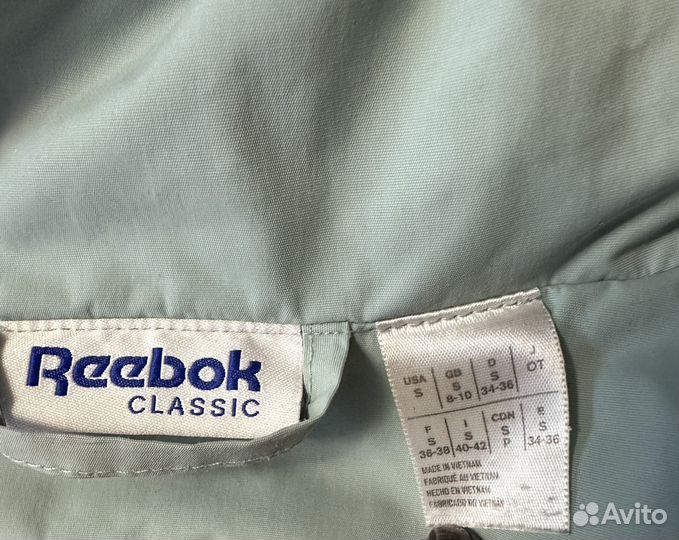 Reebok
CLASSIC
USA GB D J
S S S OT
8-10 34-36
F I CDN E
S S S S
36-38 40-42 P 34-36
MADE IN VIETNAM
FABRIQUÉ AU VIETNAM
HECHO EN VIETNAM
FABRICADO NO VIETNAM
Avito